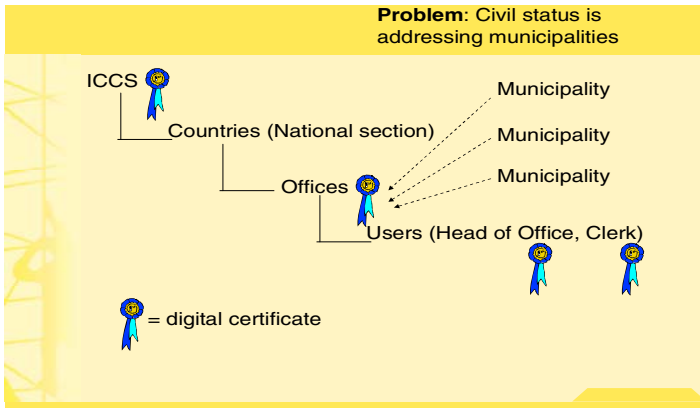 Problem: Civil status is
addressing municipalities
ICCS
Municipality
Countries (National section)
Municipality
Offices
Municipality
Users (Head of Office, Clerk)
= digital certificate